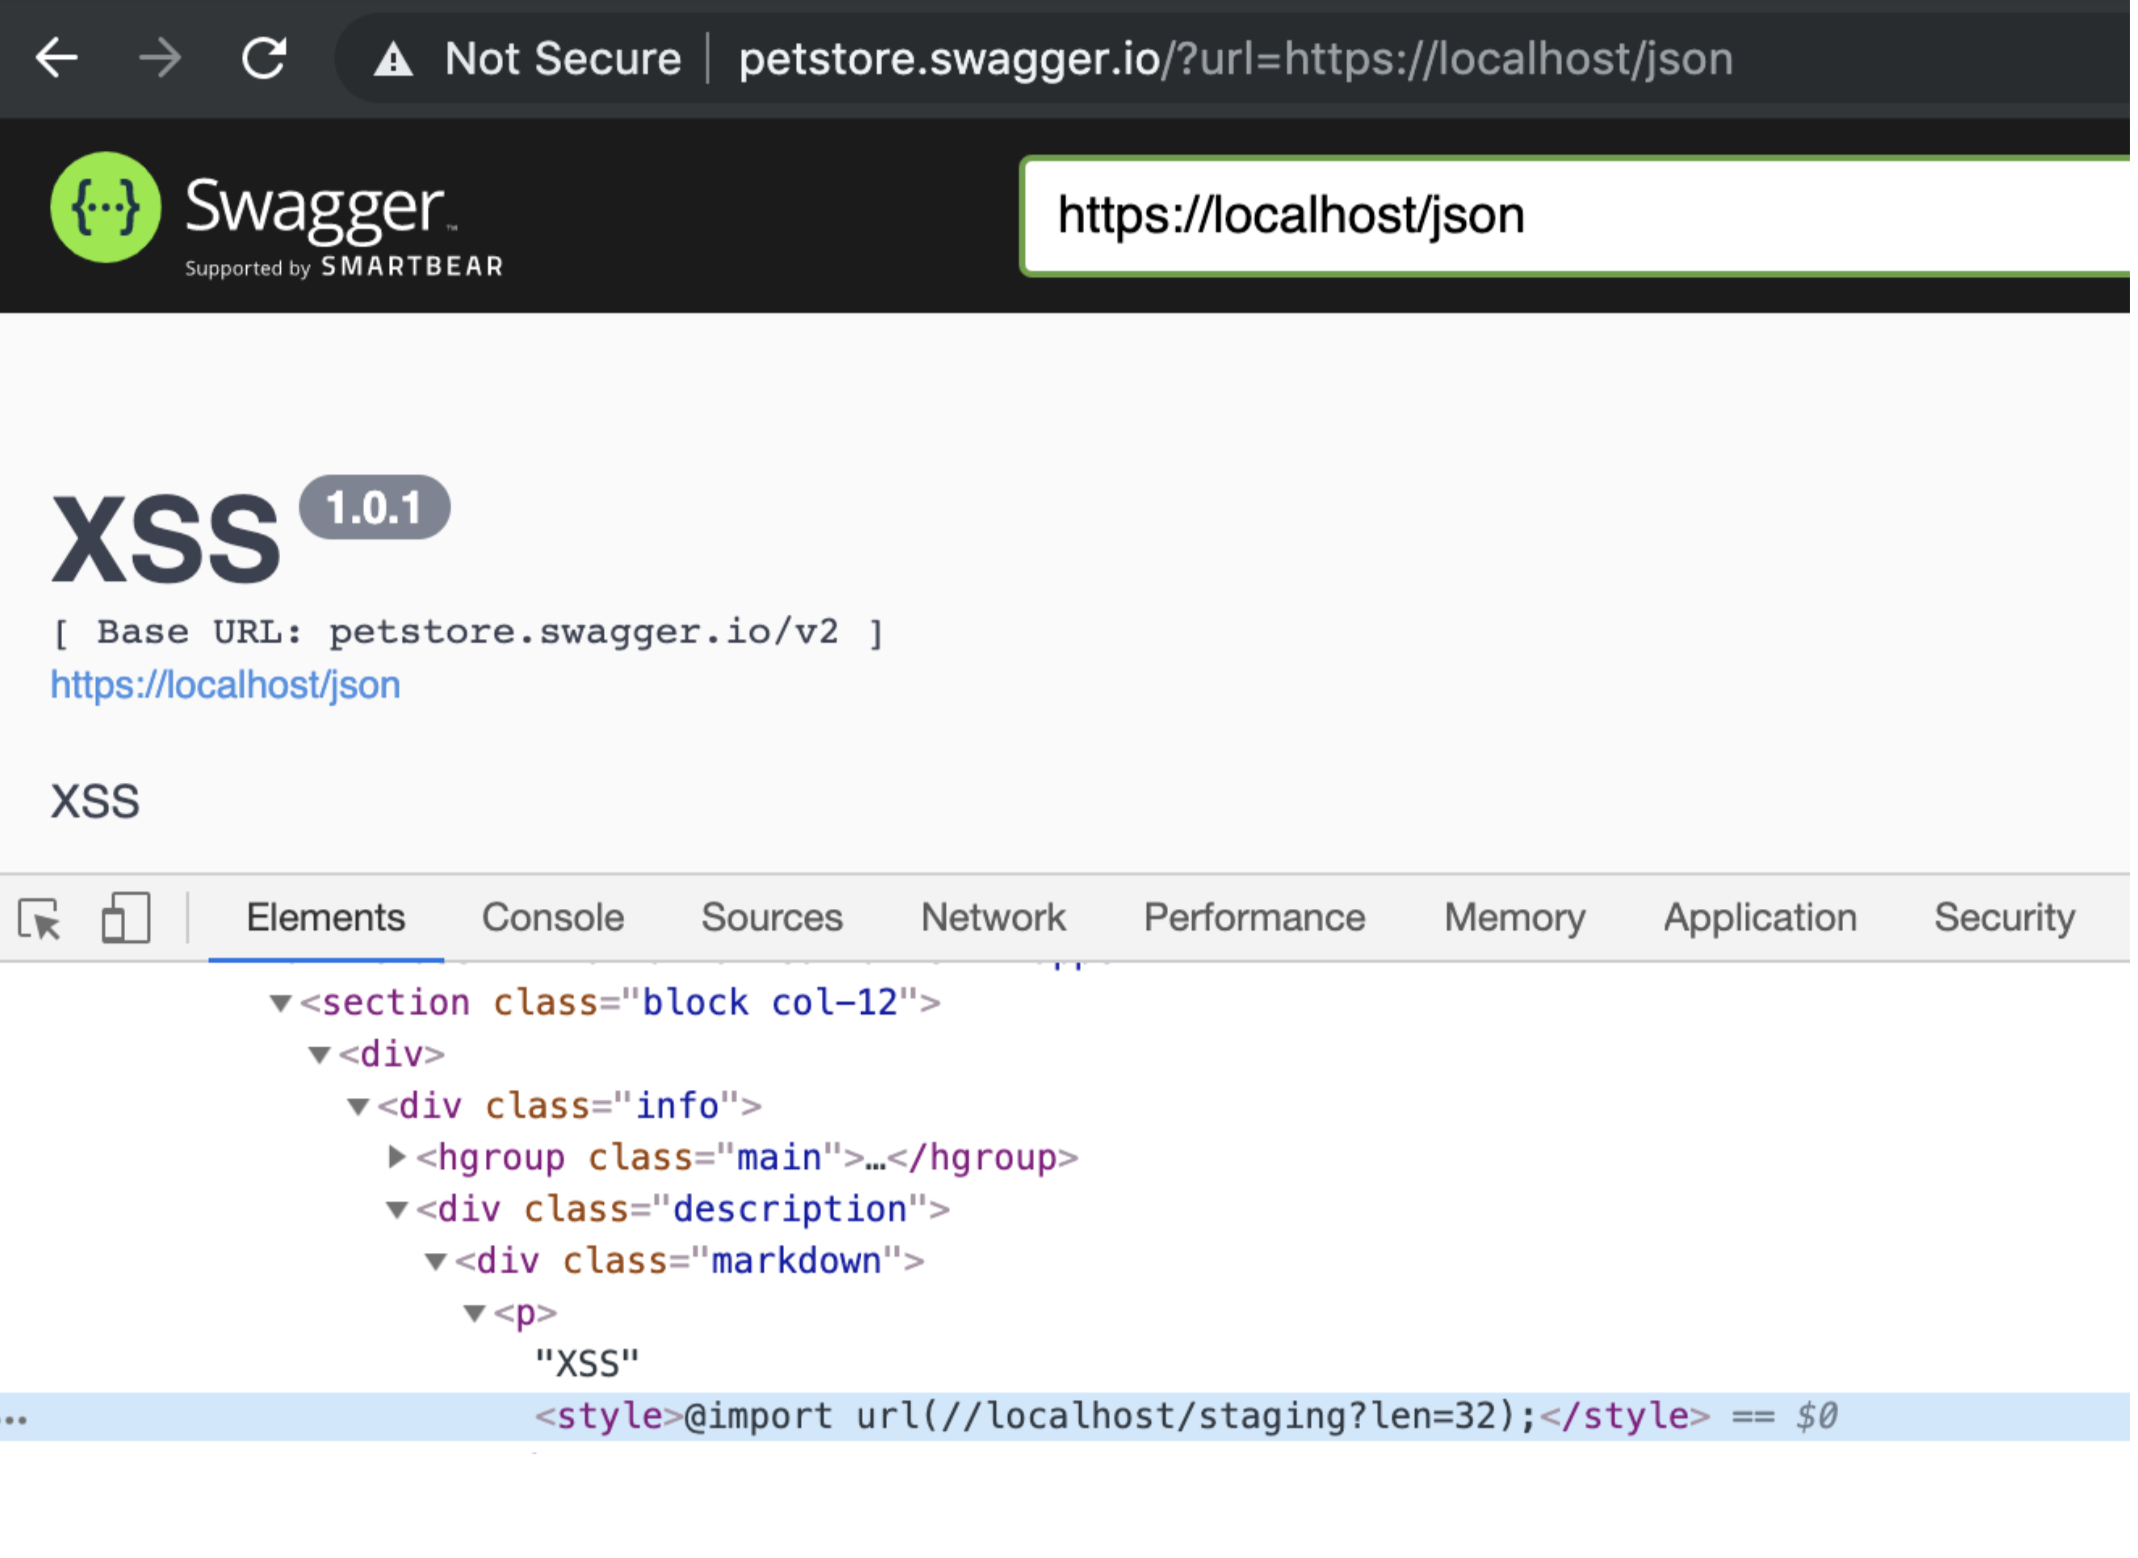 Not Secure | petstore.swagger.io/?url=https://localhost/json
{···} Swagger™
Supported by SMARTBEAR
https://localhost/json
XSS 1.0.1
[ Base URL: petstore.swagger.io/v2 ]
https://localhost/json
XSS
Elements Console Sources Network Performance Memory Application Security
▼<section class="block col-12">
▼<div>
▼<div class="info">
▶<hgroup class="main">…</hgroup>
▼<div class="description">
▼<div class="markdown">
▼<p>
"XSS"
<style>@import url(//localhost/staging?len=32);</style> == $0